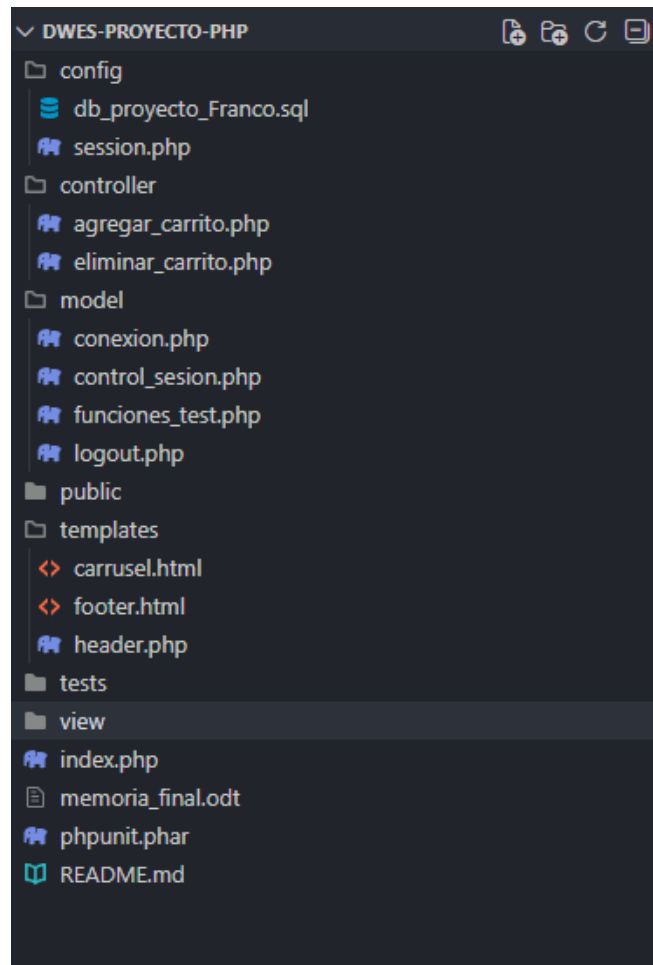 DWES-PROYECTO-PHP
config
db_proyecto_Franco.sql
session.php
controller
agregar_carrito.php
eliminar_carrito.php
model
conexion.php
control_sesion.php
funciones_test.php
logout.php
public
templates
carrusel.html
footer.html
header.php
tests
view
index.php
memoria_final.odt
phpunit.phar
README.md